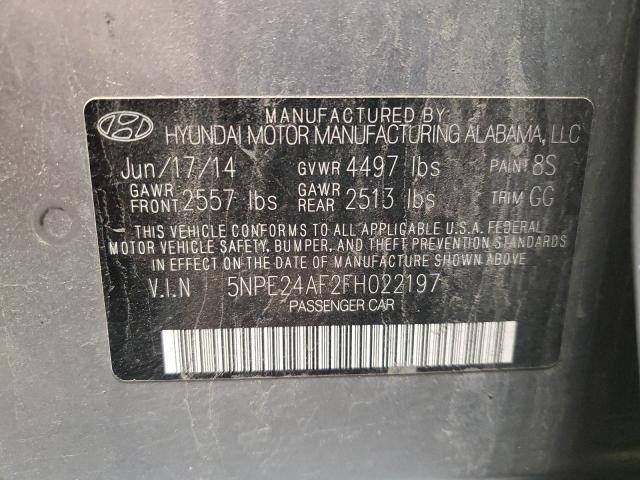 MANUFACTURED BY
HYUNDAI MOTOR MANUFACTURING ALABAMA, LLC
Jun/17/14 GVWR 4497 lbs PAINT 8S
GAWR FRONT 2557 lbs GAWR REAR 2513 lbs TRIM GG
THIS VEHICLE CONFORMS TO ALL APPLICABLE U.S.A. FEDERAL
MOTOR VEHICLE SAFETY, BUMPER, AND THEFT PREVENTION STANDARDS
IN EFFECT ON THE DATE OF MANUFACTURE SHOWN ABOVE.
V.I.N 5NPE24AF2FH022197
PASSENGER CAR